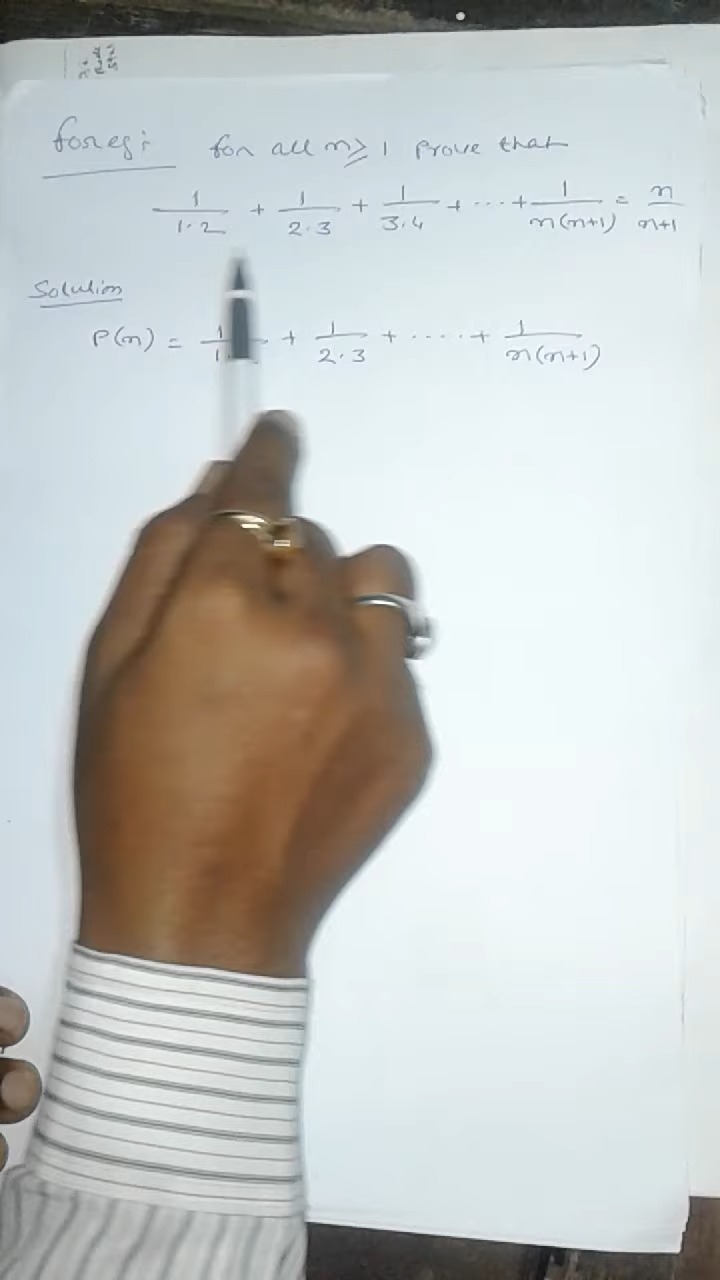 for eg:  for all n ≥ 1 prove that
1/1·2 + 1/2·3 + 1/3·4 + ··· + 1/n(n+1) = n/n+1
Solution
P(n) = + 1/2·3 + ···· + 1/n(n+1)